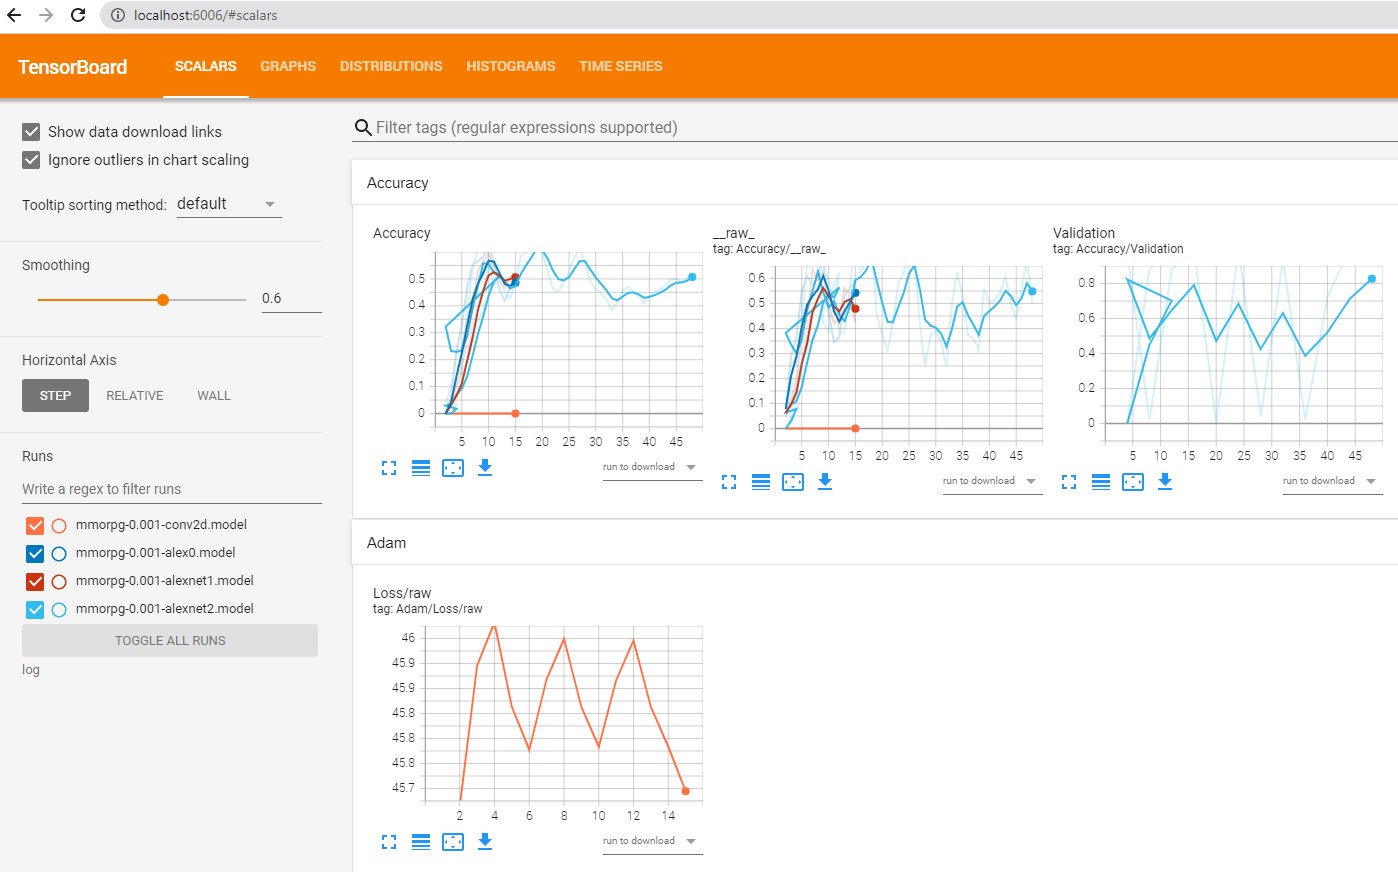 localhost:6006/#scalars
TensorBoard SCALARS GRAPHS DISTRIBUTIONS HISTOGRAMS TIME SERIES
Show data download links
Ignore outliers in chart scaling
Tooltip sorting method: default
Smoothing
0.6
Horizontal Axis
STEP RELATIVE WALL
Runs
Write a regex to filter runs
mmorpg-0.001-conv2d.model
mmorpg-0.001-alex0.model
mmorpg-0.001-alexnet1.model
mmorpg-0.001-alexnet2.model
TOGGLE ALL RUNS
log
Filter tags (regular expressions supported)
Accuracy
Accuracy
0.5
0.4
0.3
0.2
0.1
0
5 10 15 20 25 30 35 40 45
run to download
__raw_
tag: Accuracy/__raw_
0.6
0.5
0.4
0.3
0.2
0.1
0
5 10 15 20 25 30 35 40 45
run to download
Validation
tag: Accuracy/Validation
0.8
0.6
0.4
0.2
0
5 10 15 20 25 30 35 40 45
run to download
Adam
Loss/raw
tag: Adam/Loss/raw
46
45.9
45.9
45.8
45.8
45.8
45.7
2 4 6 8 10 12 14
run to download